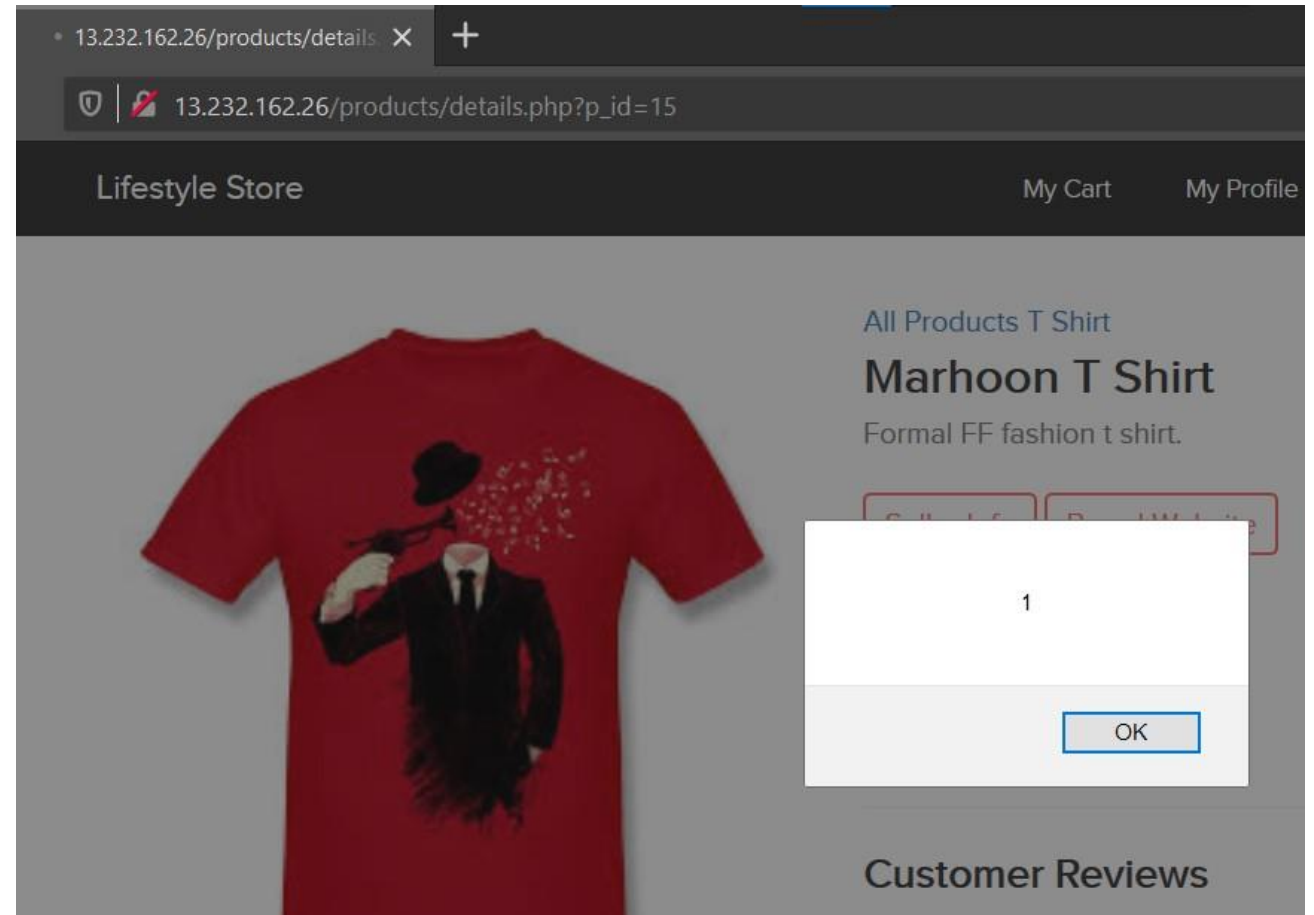 13.232.162.26/products/details.
13.232.162.26/products/details.php?p_id=15
Lifestyle Store My Cart My Profile
All Products T Shirt
Marhoon T Shirt
Formal FF fashion t shirt.
1
OK
Customer Reviews